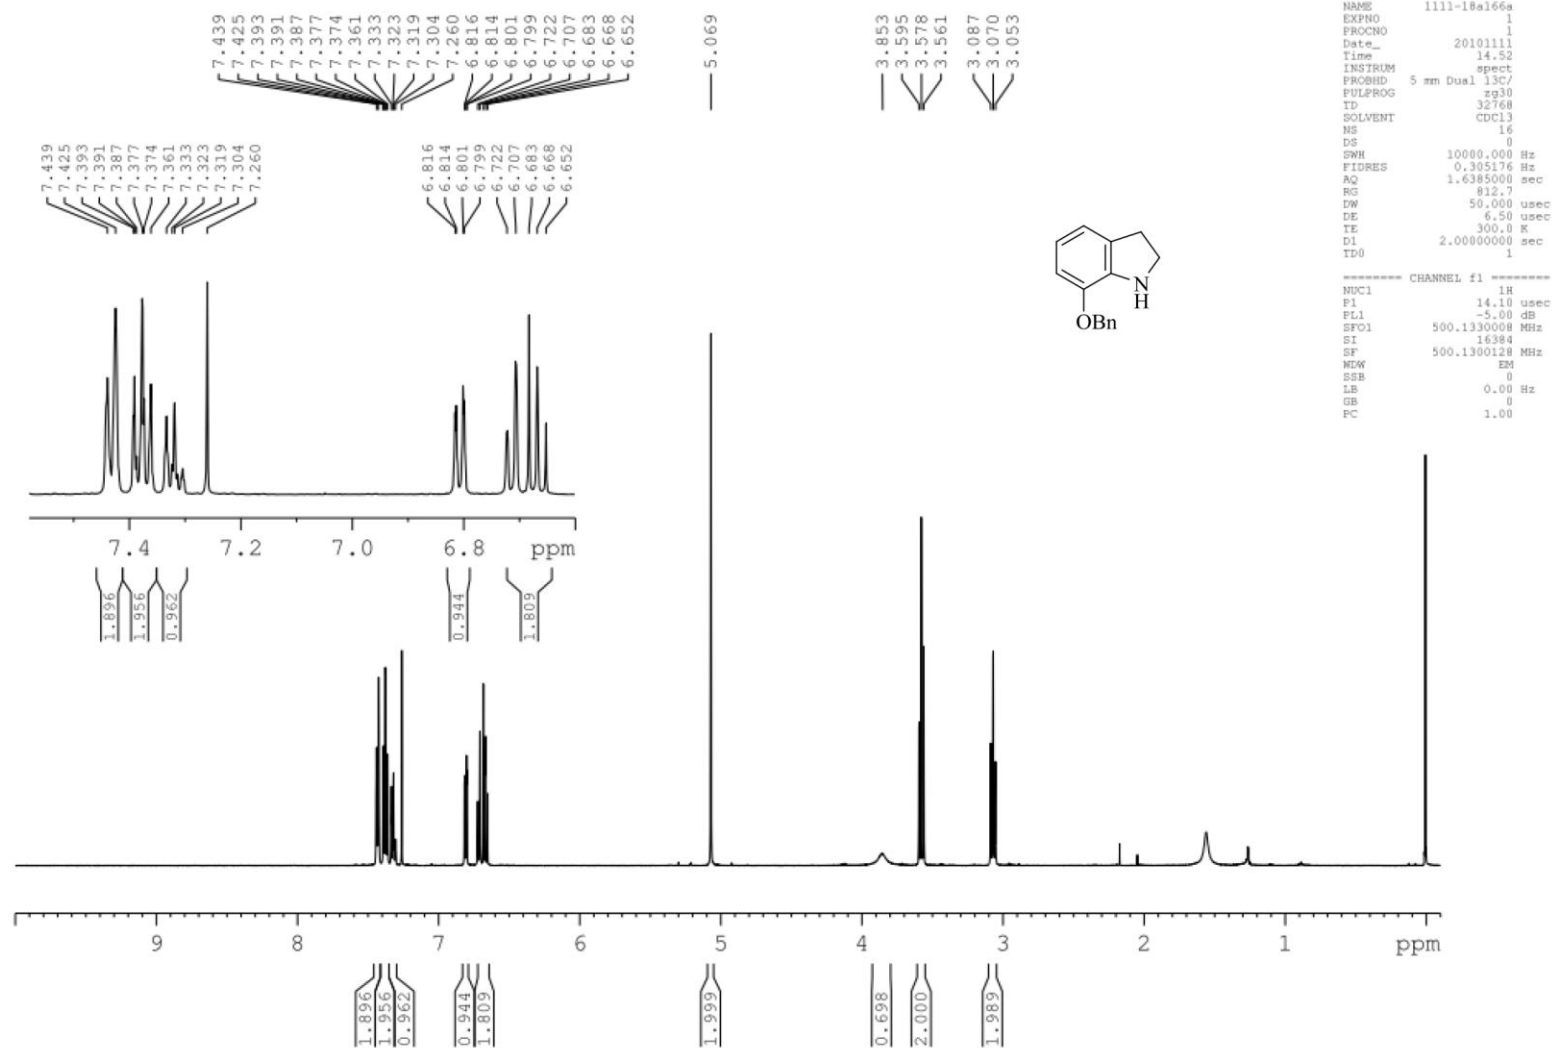 7.439
7.425
7.393
7.391
7.387
7.377
7.374
7.361
7.333
7.323
7.319
7.304
7.260
6.816
6.814
6.801
6.799
6.722
6.707
6.683
6.668
6.652
5.069
3.853
3.595
3.578
3.561
3.087
3.070
3.053
7.439
7.425
7.393
7.391
7.387
7.377
7.374
7.361
7.333
7.323
7.319
7.304
7.260
6.816
6.814
6.801
6.799
6.722
6.707
6.683
6.668
6.652
7.4 7.2 7.0 6.8 ppm
1.896
1.956
0.962
0.944
1.809
N
H
OBn
NAME 1111-18a166a
EXPNO 1
PROCNO 1
Date_ 20101111
Time 14.52
INSTRUM spect
PROBHD 5 mm Dual 13C/
PULPROG zg30
TD 32768
SOLVENT CDCl3
NS 16
DS 0
SWH 10000.000 Hz
FIDRES 0.305176 Hz
AQ 1.6385000 sec
RG 812.7
DW 50.000 usec
DE 6.50 usec
TE 300.0 K
D1 2.00000000 sec
TD0 1
======== CHANNEL f1 ========
NUC1 1H
P1 14.10 usec
PL1 -5.00 dB
SFO1 500.1330008 MHz
SI 16384
SF 500.1300128 MHz
WDW EM
SSB 0
LB 0.00 Hz
GB 0
PC 1.00
9 8 7 6 5 4 3 2 1 ppm
1.896
1.956
0.962
0.944
1.809
1.999
0.698
2.000
1.989